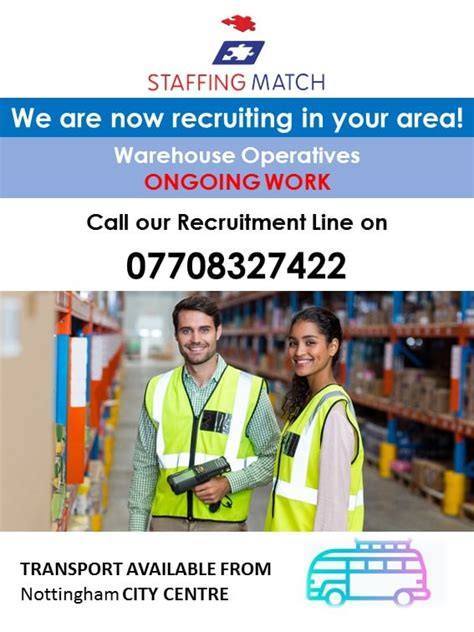 STAFFING MATCH
We are now recruiting in your area!
Warehouse Operatives
ONGOING WORK
Call our Recruitment Line on
07708327422
TRANSPORT AVAILABLE FROM
Nottingham CITY CENTRE